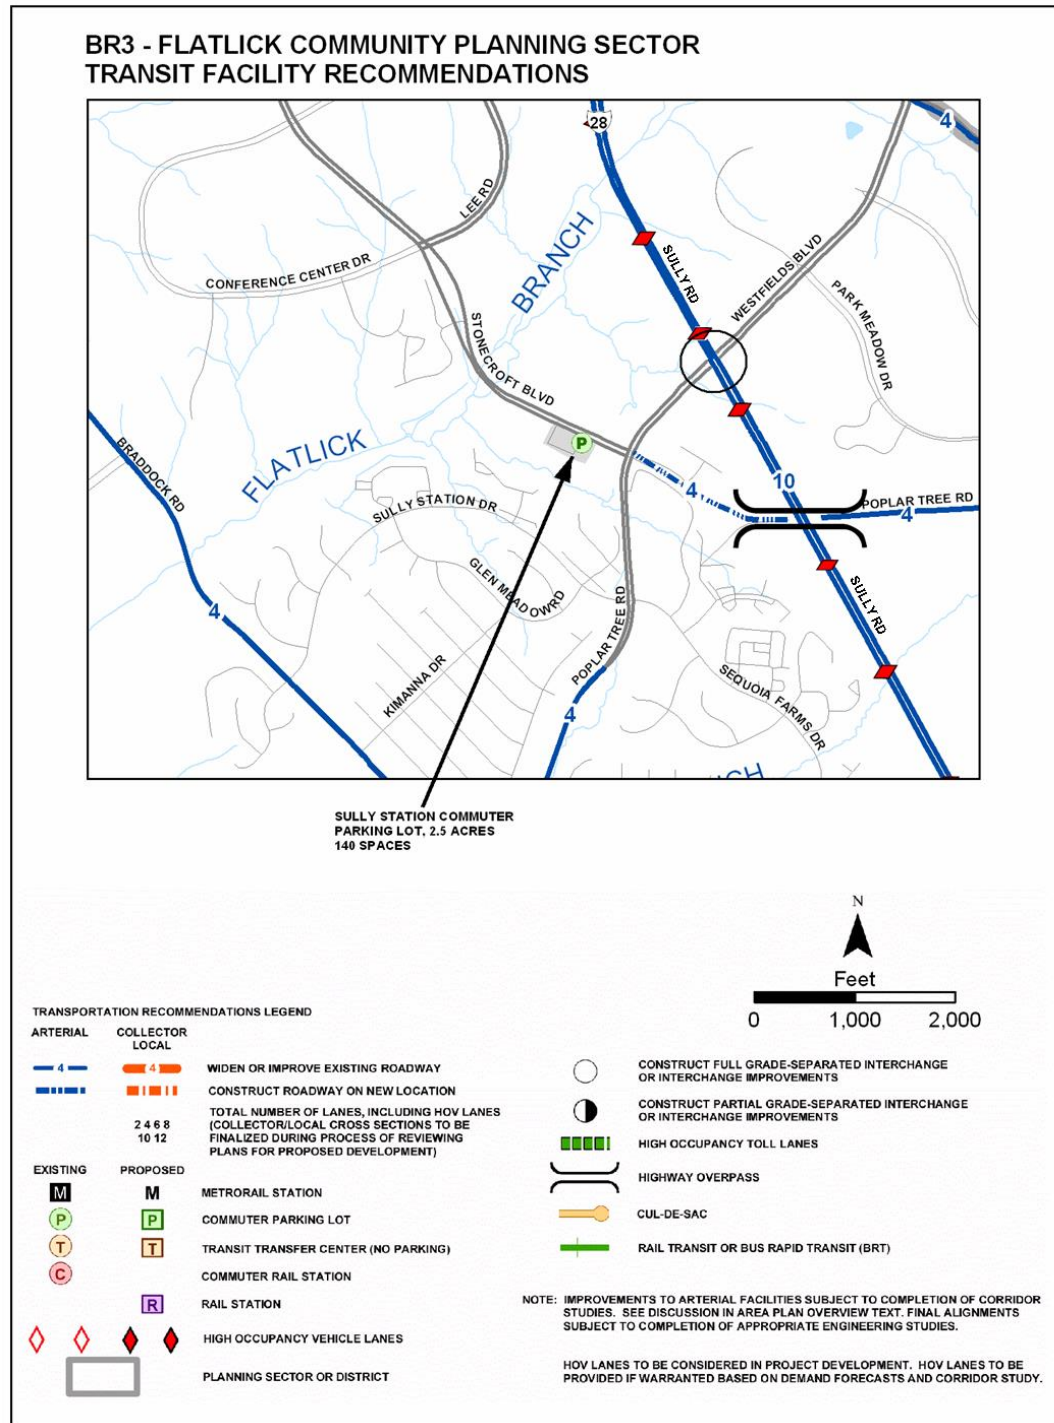 BR3 - FLATLICK COMMUNITY PLANNING SECTOR
TRANSIT FACILITY RECOMMENDATIONS
28
4
LEE RD
BRANCH
SULLY RD
WESTFIELDS BLVD
CONFERENCE CENTER DR
PARK MEADOW DR
STONECROFT BLVD
BRADDOCK RD
FLATLICK
P
10
4
POPLAR TREE RD
4
SULLY STATION DR
GLEN MEADOWRD
SULLY RD
4
POPLAR TREE RD
KIMANNA DR
SEQUOIA FARMS DR
4
SULLY STATION COMMUTER
PARKING LOT, 2.5 ACRES
140 SPACES
N
Feet
0 1,000 2,000
TRANSPORTATION RECOMMENDATIONS LEGEND
ARTERIAL COLLECTOR
LOCAL
4 4 WIDEN OR IMPROVE EXISTING ROADWAY
CONSTRUCT ROADWAY ON NEW LOCATION
2 4 6 8
10 12
TOTAL NUMBER OF LANES, INCLUDING HOV LANES
(COLLECTOR/LOCAL CROSS SECTIONS TO BE
FINALIZED DURING PROCESS OF REVIEWING
PLANS FOR PROPOSED DEVELOPMENT)
EXISTING PROPOSED
M M METRORAIL STATION
P P COMMUTER PARKING LOT
T T TRANSIT TRANSFER CENTER (NO PARKING)
C COMMUTER RAIL STATION
R RAIL STATION
HIGH OCCUPANCY VEHICLE LANES
PLANNING SECTOR OR DISTRICT
CONSTRUCT FULL GRADE-SEPARATED INTERCHANGE
OR INTERCHANGE IMPROVEMENTS
CONSTRUCT PARTIAL GRADE-SEPARATED INTERCHANGE
OR INTERCHANGE IMPROVEMENTS
HIGH OCCUPANCY TOLL LANES
HIGHWAY OVERPASS
CUL-DE-SAC
RAIL TRANSIT OR BUS RAPID TRANSIT (BRT)
NOTE: IMPROVEMENTS TO ARTERIAL FACILITIES SUBJECT TO COMPLETION OF CORRIDOR
STUDIES. SEE DISCUSSION IN AREA PLAN OVERVIEW TEXT. FINAL ALIGNMENTS
SUBJECT TO COMPLETION OF APPROPRIATE ENGINEERING STUDIES.
HOV LANES TO BE CONSIDERED IN PROJECT DEVELOPMENT. HOV LANES TO BE
PROVIDED IF WARRANTED BASED ON DEMAND FORECASTS AND CORRIDOR STUDY.